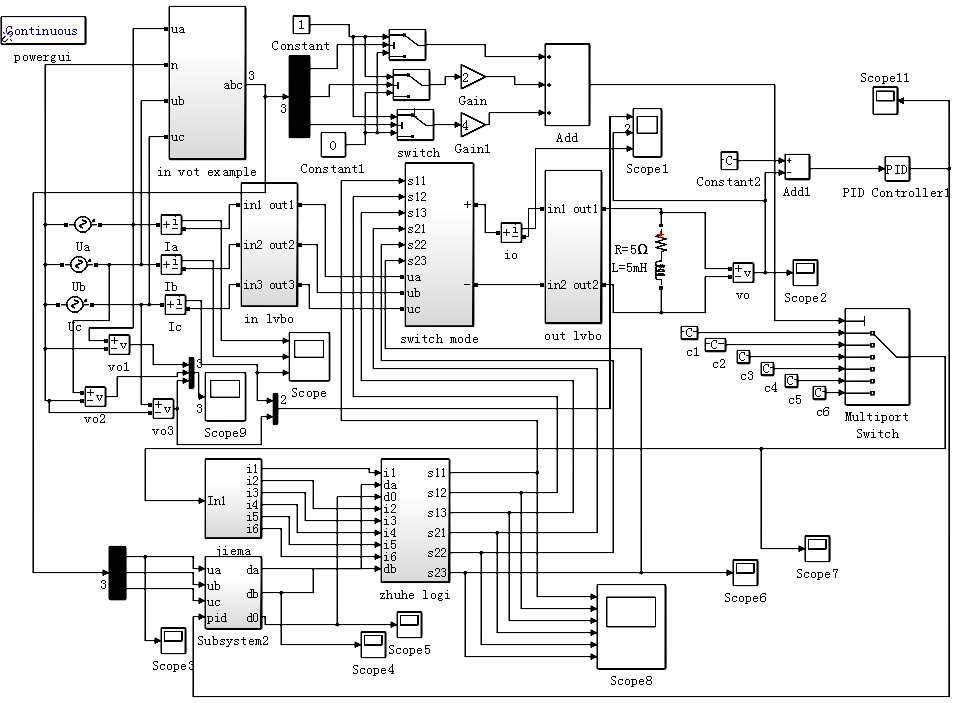 Continuous
powergui
ua
n
ub
uc
abc
3
in vot example
1
Constant
3
0
Constant1
switch
2
Gain
4
Gain1
Add
2
Scope1
Scope11
C
Constant2
+
−
Add1
PID
PID Controller1
Ua
Ub
Uc
+ i
Ia
+ i
Ib
+ i
Ic
in1 out1
in2 out2
in3 out3
in lvbo
s11
s12
s13
s21
s22
s23
ua
ub
uc
+
-
switch mode
+ i
io
in1 out1
in2 out2
out lvbo
R=5Ω
L=5mH
+ v
-
vo
Scope2
+ v
-
vo1
+ v
-
vo2
+ v
-
vo3
3
3
Scope9
Scope
2
C
c1
C
c2
C
c3
C
c4
C
c5
C
c6
Multiport
Switch
In1
i1
i2
i3
i4
i5
i6
jiema
i1
da
d0
i2
i3
i4
i5
i6
db
s11
s12
s13
s21
s22
s23
zhuhe logi
3
ua
ub
uc
pid
da
db
d0
Subsystem2
Scope3
Scope4
Scope5
Scope6
Scope7
Scope8